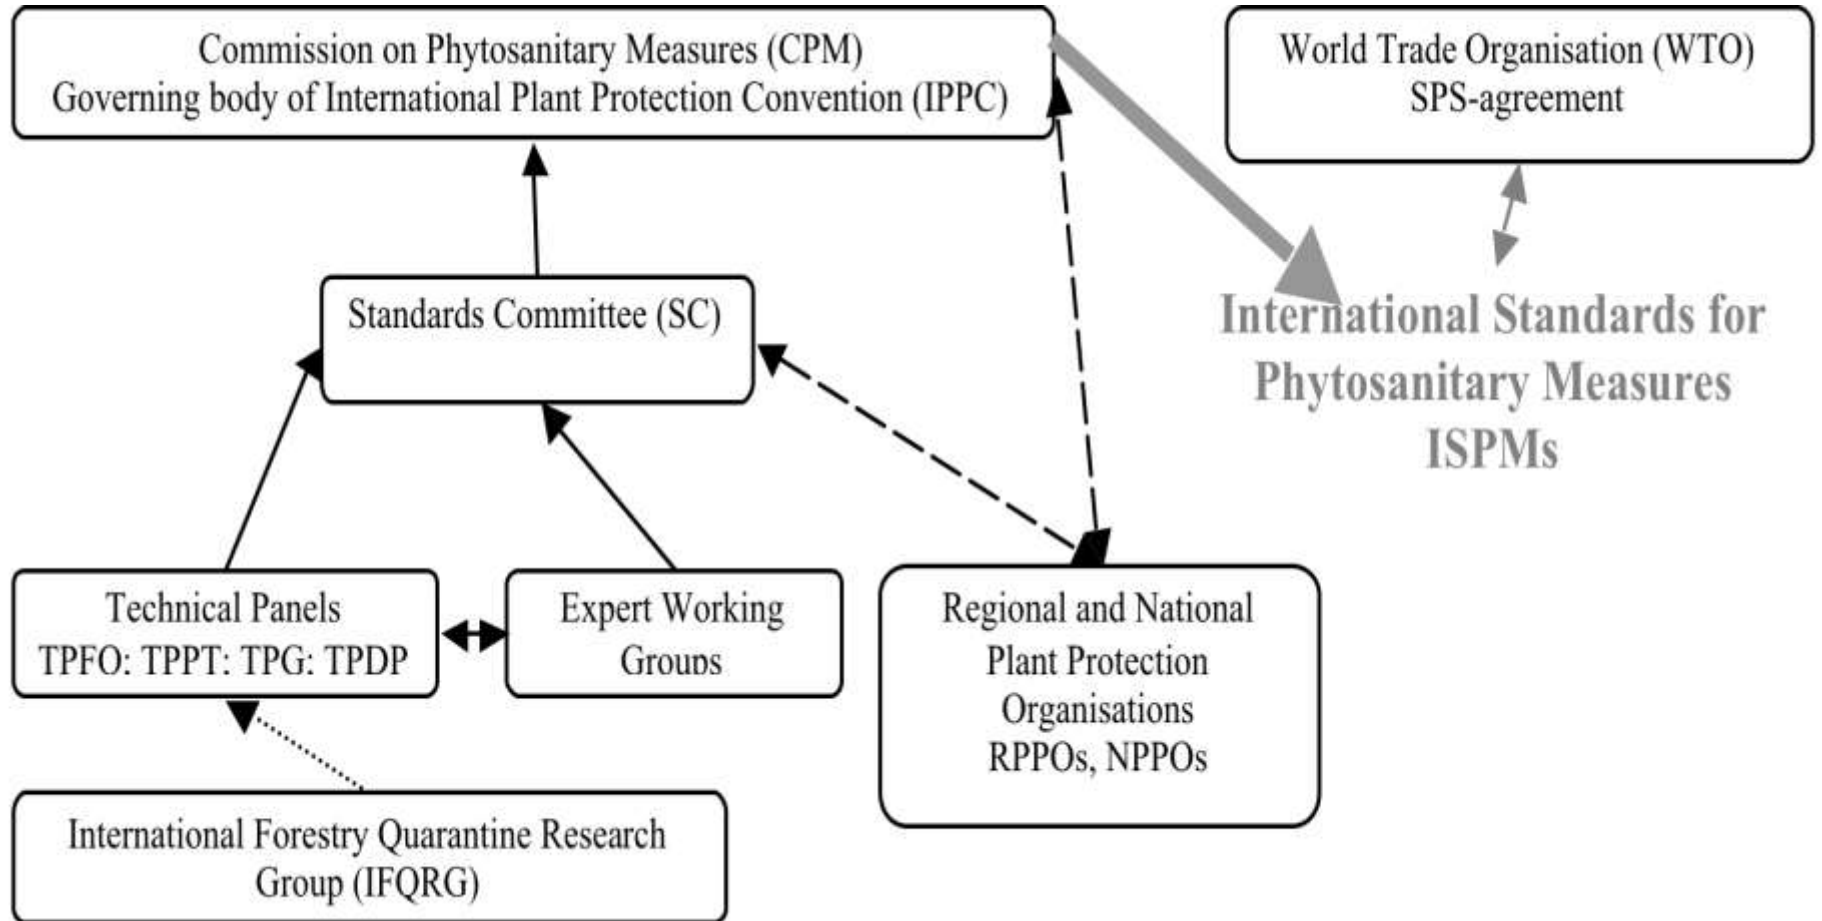 Commission on Phytosanitary Measures (CPM)
Governing body of International Plant Protection Convention (IPPC)
World Trade Organisation (WTO)
SPS-agreement
Standards Committee (SC)
International Standards for
Phytosanitary Measures
ISPMs
Technical Panels
TPFO: TPPT: TPG: TPDP
Expert Working
Groups
Regional and National
Plant Protection
Organisations
RPPOs, NPPOs
International Forestry Quarantine Research
Group (IFQRG)